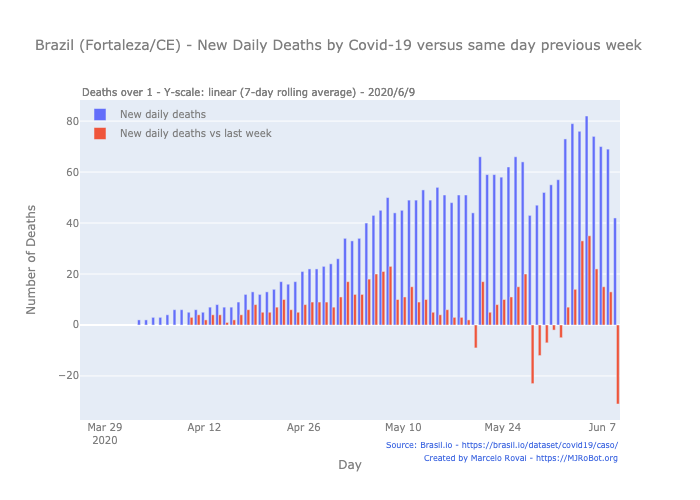 Brazil (Fortaleza/CE) - New Daily Deaths by Covid-19 versus same day previous week
Deaths over 1 - Y-scale: linear (7-day rolling average) - 2020/6/9
New daily deaths
New daily deaths vs last week
80
60
40
20
0
−20
Number of Deaths
Mar 29 Apr 12 Apr 26 May 10 May 24 Jun 7
2020
Day
Source: Brasil.io - https://brasil.io/dataset/covid19/caso/
Created by Marcelo Rovai - https://MJRoBot.org